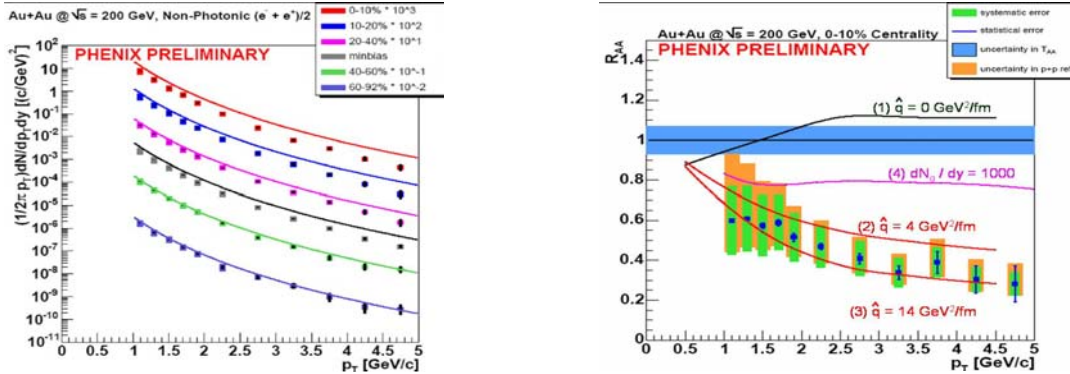 Au+Au @ √s = 200 GeV, Non-Photonic (e⁻ + e⁺)/2
0-10% * 10^3
10-20% * 10^2
20-40% * 10^1
minbias
40-60% * 10^-1
60-92% * 10^-2
PHENIX PRELIMINARY
(1/2π p_T)dN/dp_Tdy [(c/GeV)²]
10²
10
1
10⁻¹
10⁻²
10⁻³
10⁻⁴
10⁻⁵
10⁻⁶
10⁻⁷
10⁻⁸
10⁻⁹
10⁻¹⁰
10⁻¹¹
0 0.5 1 1.5 2 2.5 3 3.5 4 4.5 5
p_T [GeV/c]
systematic error
statistical error
uncertainty in T_AA
uncertainty in p+p ref
Au+Au @ √s = 200 GeV, 0-10% Centrality
PHENIX PRELIMINARY
R_AA
1.4
1.2
1
0.8
0.6
0.4
0.2
0
(1) q̂ = 0 GeV²/fm
(4) dN_g / dy = 1000
(2) q̂ = 4 GeV²/fm
(3) q̂ = 14 GeV²/fm
0 0.5 1 1.5 2 2.5 3 3.5 4 4.5 5
p_T [GeV/c]